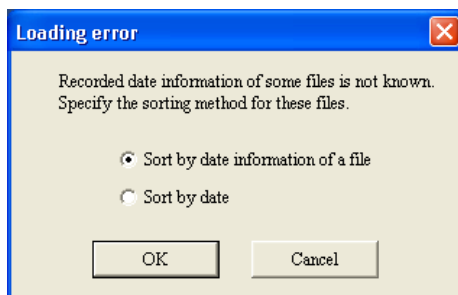 Loading error
Recorded date information of some files is not known.
Specify the sorting method for these files.
Sort by date information of a file
Sort by date
OK
Cancel